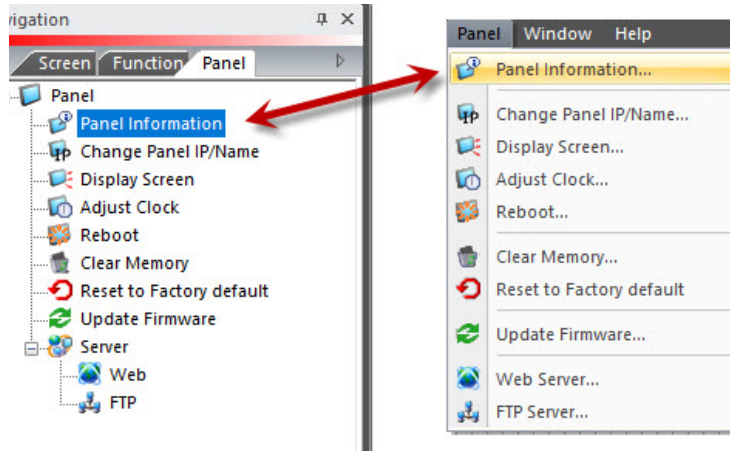 vigation
Screen Function Panel
Panel
Panel Information
Change Panel IP/Name
Display Screen
Adjust Clock
Reboot
Clear Memory
Reset to Factory default
Update Firmware
Server
Web
FTP
Panel Window Help
Panel Information...
Change Panel IP/Name...
Display Screen...
Adjust Clock...
Reboot...
Clear Memory...
Reset to Factory default
Update Firmware...
Web Server...
FTP Server...